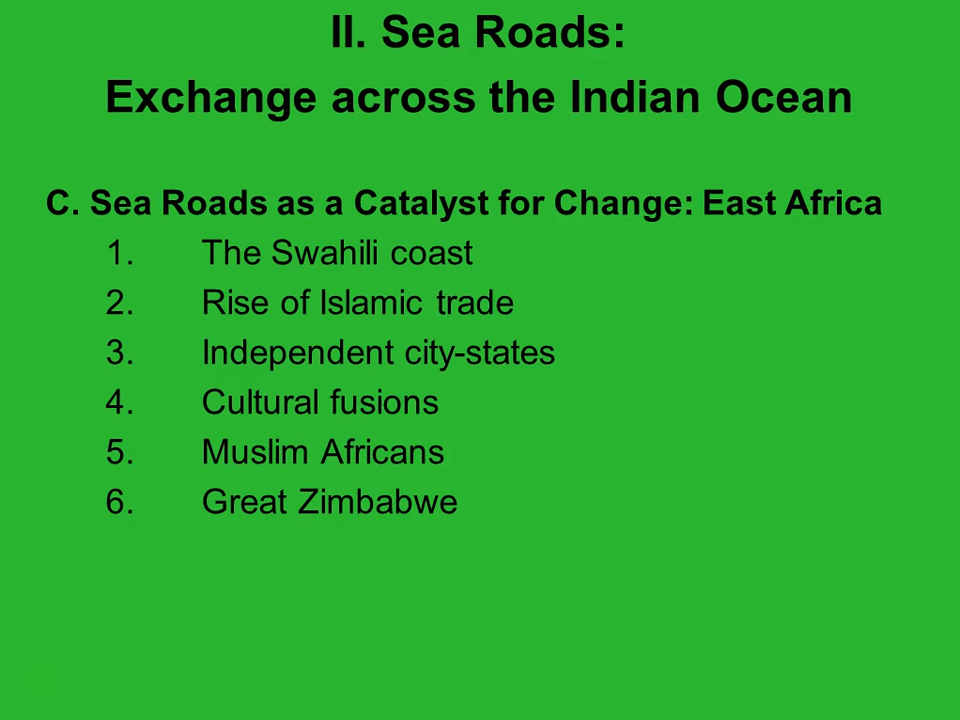 II. Sea Roads:
Exchange across the Indian Ocean
C. Sea Roads as a Catalyst for Change: East Africa
1. The Swahili coast
2. Rise of Islamic trade
3. Independent city-states
4. Cultural fusions
5. Muslim Africans
6. Great Zimbabwe